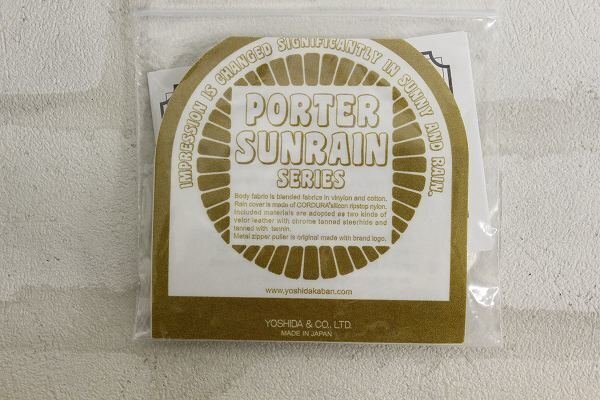 IMPRESSION IS CHANGED SIGNIFICANTLY IN SUNNY AND RAIN.
PORTER
SUNRAIN
SERIES
Body fabric is blended fabrics in vinylon and cotton.
Rain cover is made of CORDURA®silicon ripstop nylon.
Included materials are adopted as two kinds of
velor leather with chrome tanned steerhide and
tanned with tannin.
Metal zipper puller is original made with brand logo.
www.yoshidakaban.com
YOSHIDA & CO., LTD.
MADE IN JAPAN